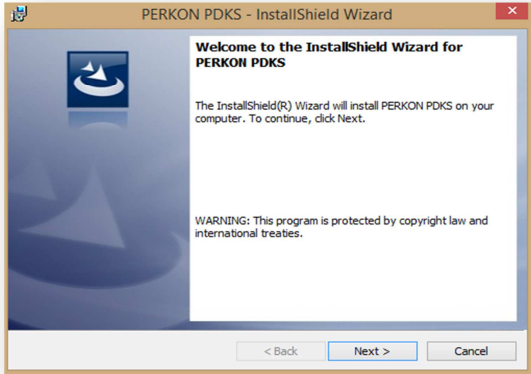 PERKON PDKS - InstallShield Wizard
Welcome to the InstallShield Wizard for
PERKON PDKS
The InstallShield(R) Wizard will install PERKON PDKS on your
computer. To continue, click Next.
WARNING: This program is protected by copyright law and
international treaties.
< Back Next > Cancel